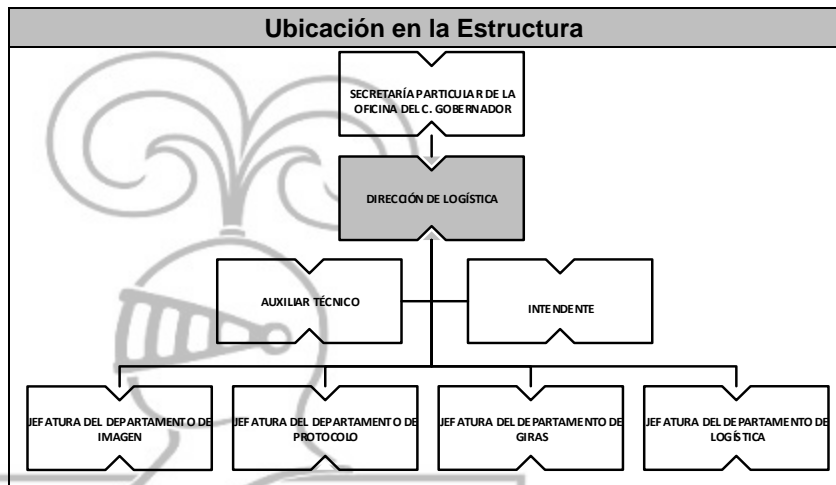 Ubicación en la Estructura
SECRETARÍA PARTICULAR DE LA
OFICINA DEL C. GOBERNADOR
DIRECCIÓN DE LOGÍSTICA
AUXILIAR TÉCNICO
INTENDENTE
JEFATURA DEL DEPARTAMENTO DE
IMAGEN
JEFATURA DEL DEPARTAMENTO DE
PROTOCOLO
JEFATURA DEL DEPARTAMENTO DE
GIRAS
JEFATURA DEL DEPARTAMENTO DE
LOGÍSTICA